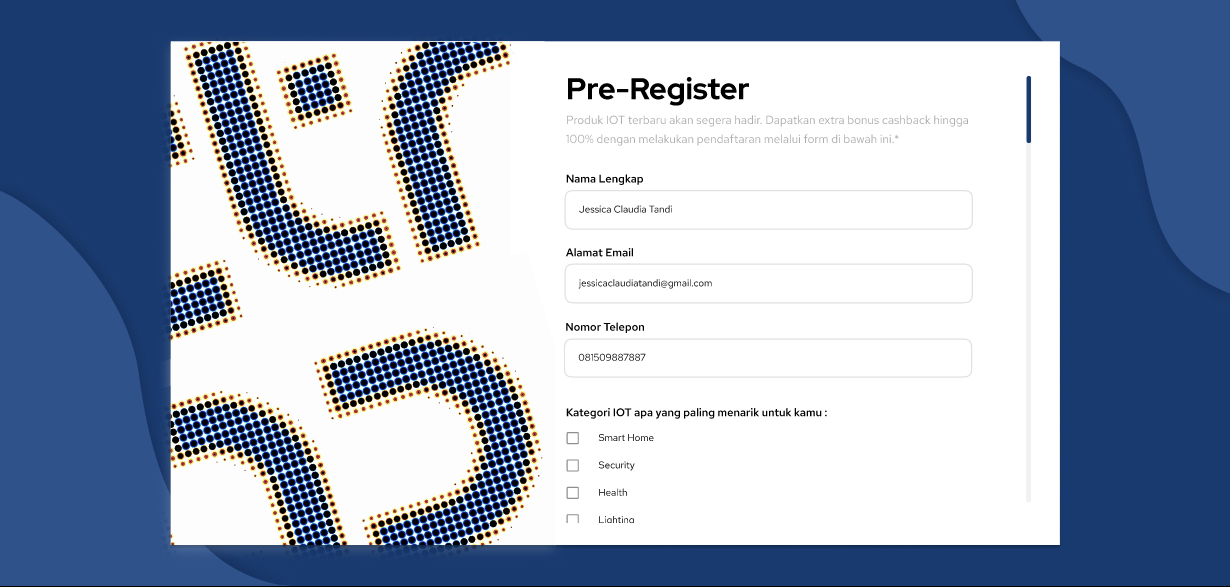 Pre-Register
Produk IOT terbaru akan segera hadir. Dapatkan extra bonus cashback hingga
100% dengan melakukan pendaftaran melalui form di bawah ini.*
Nama Lengkap
Jessica Claudia Tandi
Alamat Email
jessicaclaudiatandi@gmail.com
Nomor Telepon
081509887887
Kategori IOT apa yang paling menarik untuk kamu :
Smart Home
Security
Health
Lighting